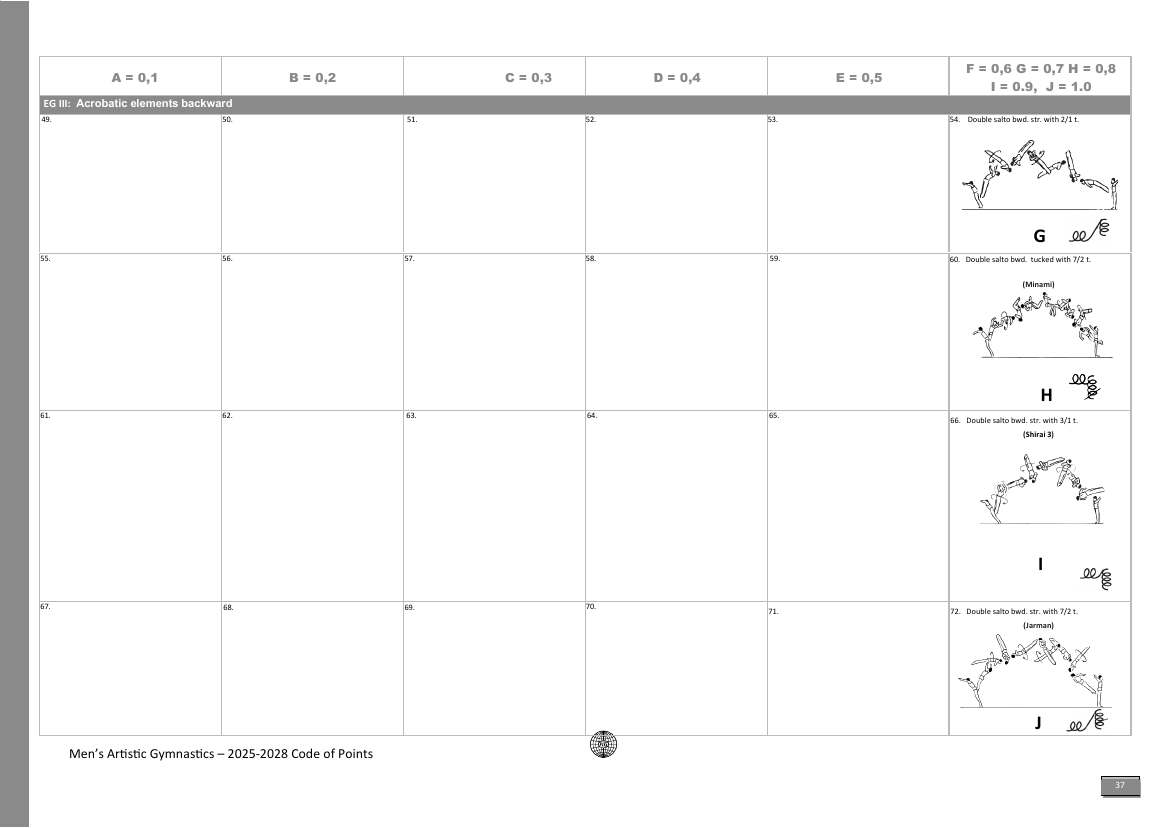 A = 0,1
B = 0,2
C = 0,3
D = 0,4
E = 0,5
F = 0,6 G = 0,7 H = 0,8
I = 0.9, J = 1.0
EG III: Acrobatic elements backward
49.
50.
51.
52.
53.
54. Double salto bwd. str. with 2/1 t.
G
55.
56.
57.
58.
59.
60. Double salto bwd. tucked with 7/2 t.
(Minami)
H
61.
62.
63.
64.
65.
66. Double salto bwd. str. with 3/1 t.
(Shirai 3)
I
67.
68.
69.
70.
71.
72. Double salto bwd. str. with 7/2 t.
(Jarman)
J
Men's Artistic Gymnastics – 2025-2028 Code of Points
37